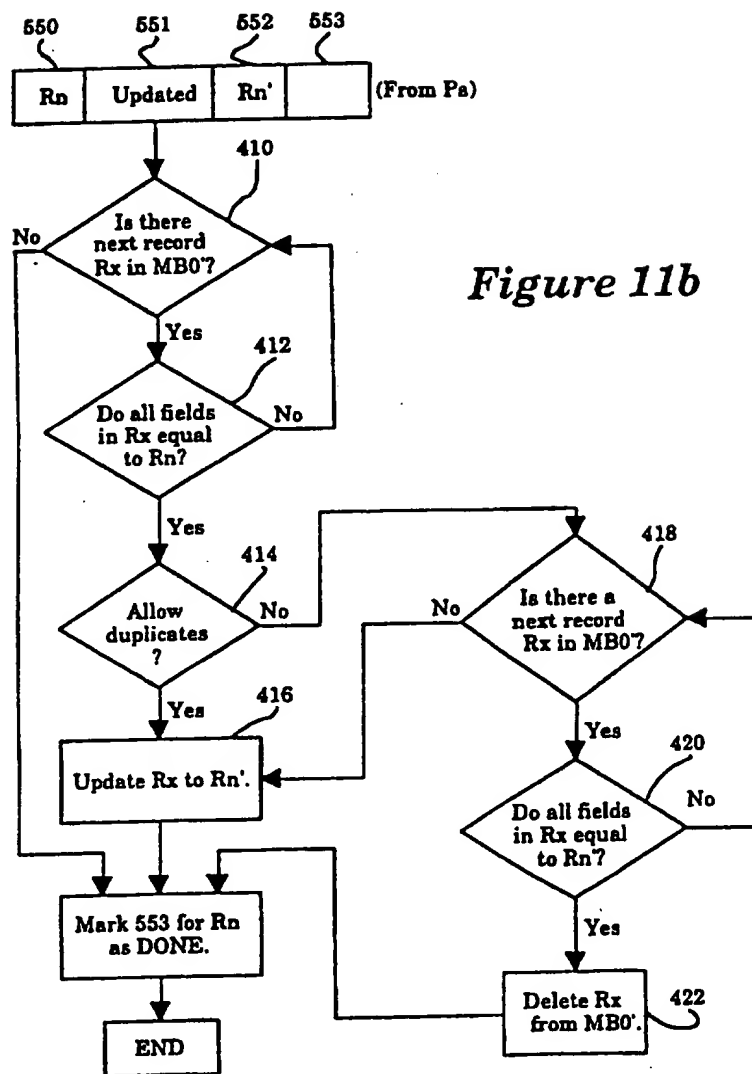 550
551
552
553
Rn
Updated
Rn'
(From Pa)
410
Is there
next record
Rx in MB0'?
No
Yes
Figure 11b
412
Do all fields
in Rx equal
to Rn?
No
Yes
414
Allow
duplicates
?
No
Yes
418
Is there a
next record
Rx in MB0'?
No
Yes
416
Update Rx to Rn'.
420
Do all fields
in Rx equal
to Rn'?
No
Yes
Mark 553 for Rn
as DONE.
Delete Rx
from MB0'.
422
END